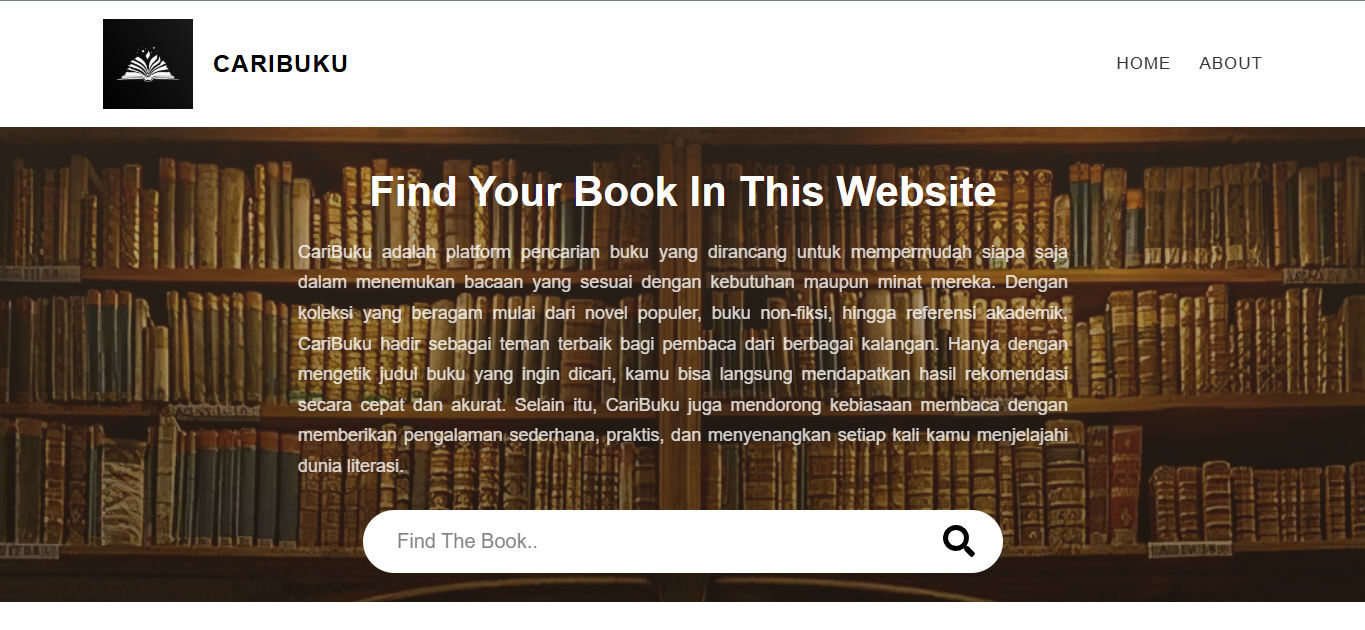 CARIBUKU
HOME ABOUT
Find Your Book In This Website
CariBuku adalah platform pencarian buku yang dirancang untuk mempermudah siapa saja
dalam menemukan bacaan yang sesuai dengan kebutuhan maupun minat mereka. Dengan
koleksi yang beragam mulai dari novel populer, buku non-fiksi, hingga referensi akademik,
CariBuku hadir sebagai teman terbaik bagi pembaca dari berbagai kalangan. Hanya dengan
mengetik judul buku yang ingin dicari, kamu bisa langsung mendapatkan hasil rekomendasi
secara cepat dan akurat. Selain itu, CariBuku juga mendorong kebiasaan membaca dengan
memberikan pengalaman sederhana, praktis, dan menyenangkan setiap kali kamu menjelajahi
dunia literasi.
Find The Book..